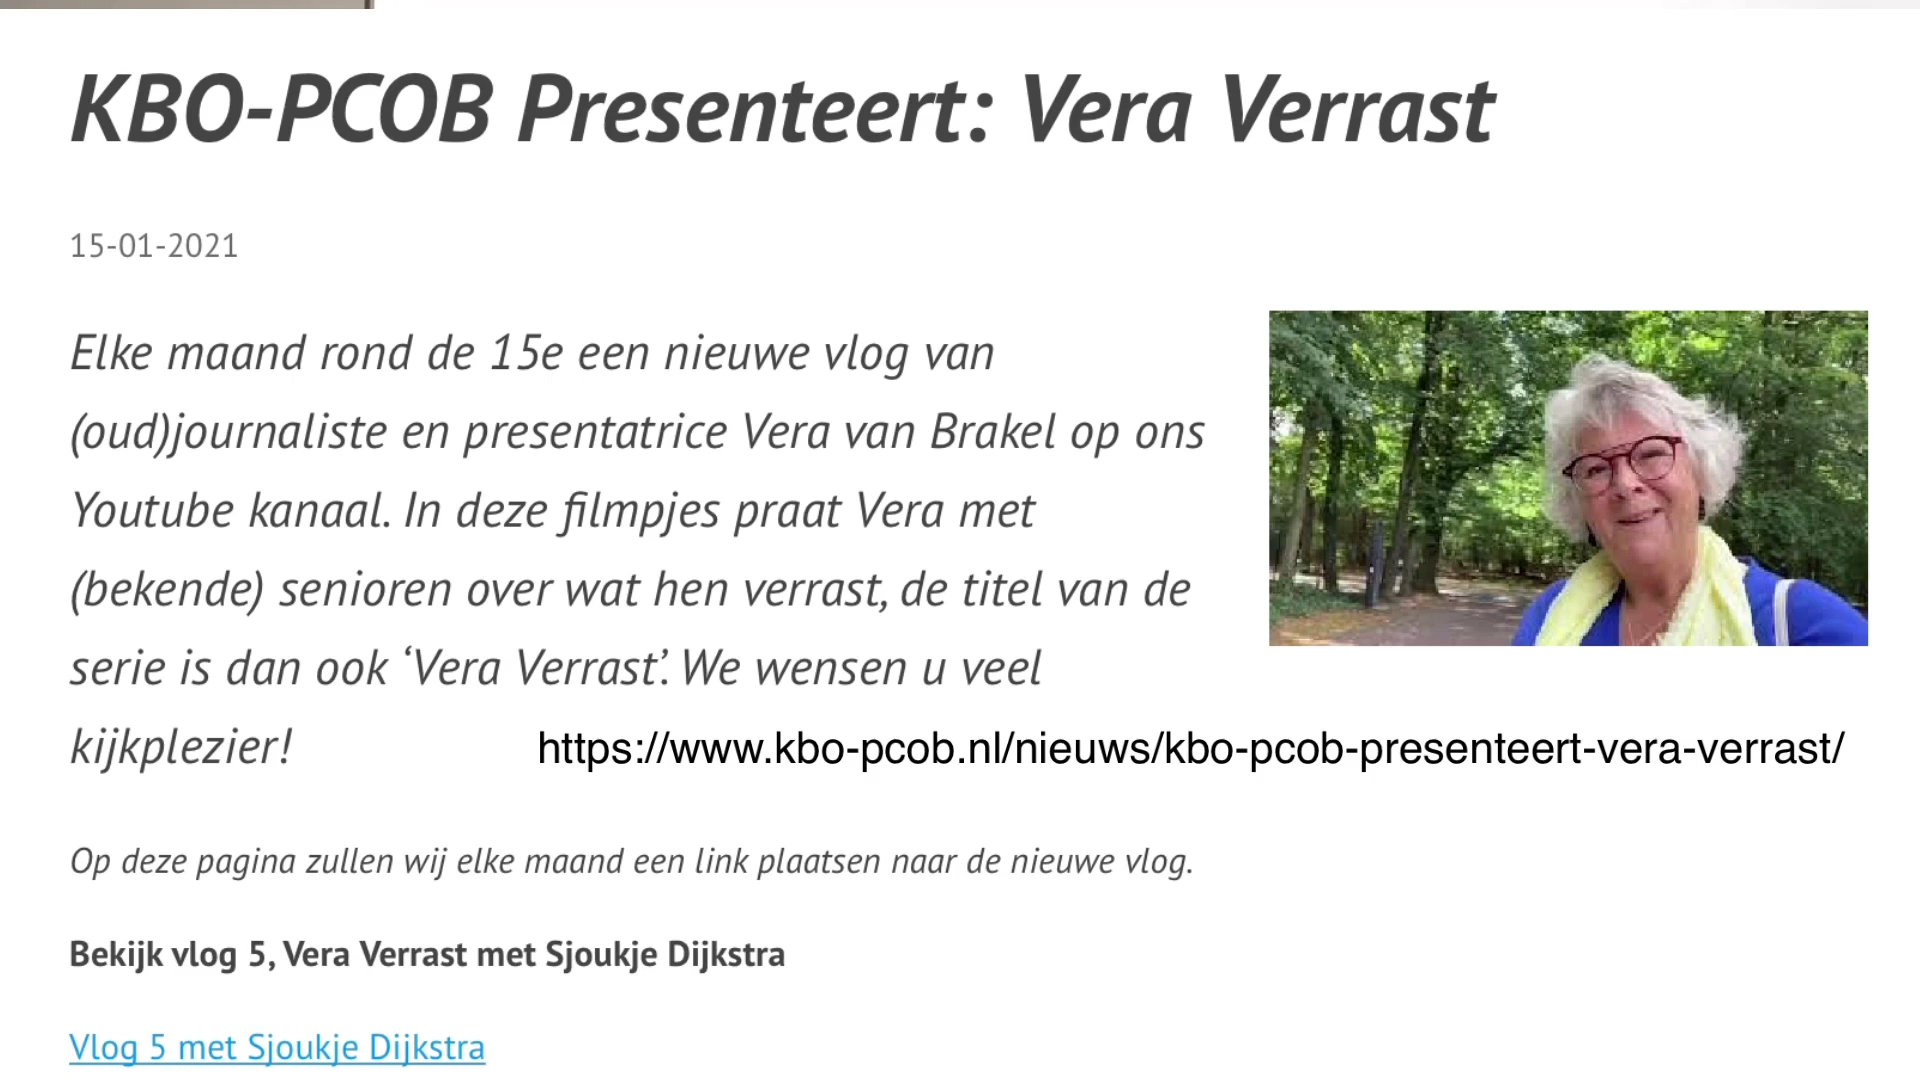 KBO-PCOB Presenteert: Vera Verrast
15-01-2021
Elke maand rond de 15e een nieuwe vlog van
(oud)journaliste en presentatrice Vera van Brakel op ons
Youtube kanaal. In deze filmpjes praat Vera met
(bekende) senioren over wat hen verrast, de titel van de
serie is dan ook ‘Vera Verrast’. We wensen u veel
kijkplezier!
https://www.kbo-pcob.nl/nieuws/kbo-pcob-presenteert-vera-verrast/
Op deze pagina zullen wij elke maand een link plaatsen naar de nieuwe vlog.
Bekijk vlog 5, Vera Verrast met Sjoukje Dijkstra
Vlog 5 met Sjoukje Dijkstra